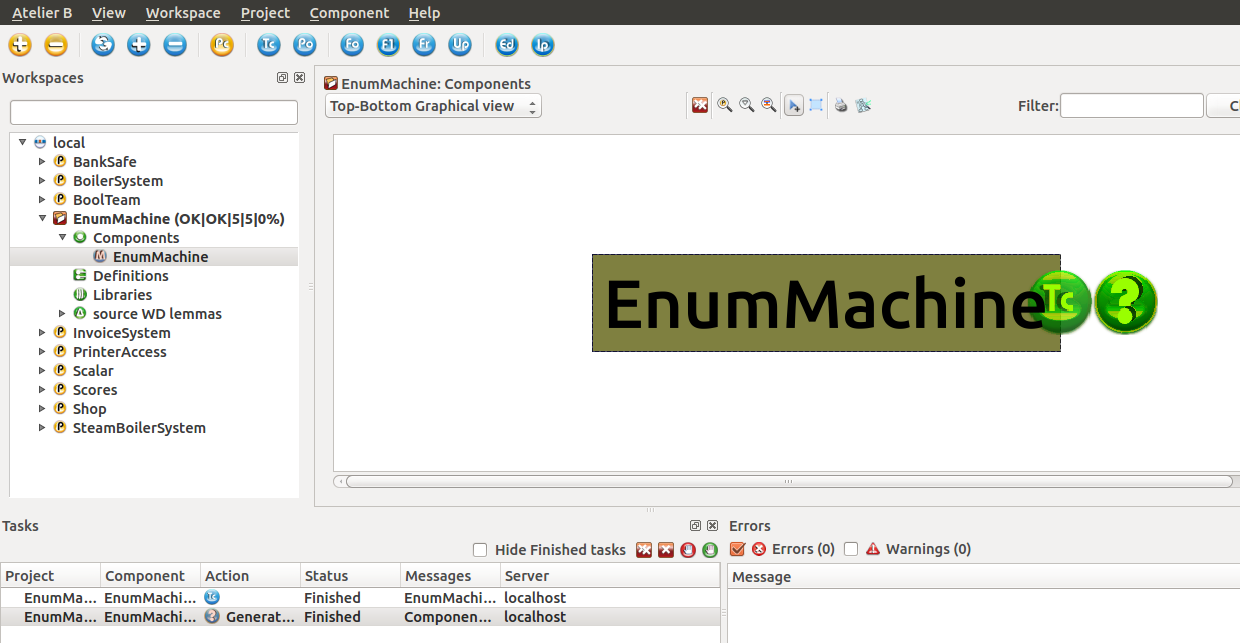 Atelier B View Workspace Project Component Help
Tc Po Fo F1 Fr Up Ed Ip
Workspaces
EnumMachine: Components
Top-Bottom Graphical view
Filter:
local
BankSafe
BoilerSystem
BoolTeam
EnumMachine (OK|OK|5|5|0%)
Components
EnumMachine
Definitions
Libraries
source WD lemmas
InvoiceSystem
PrinterAccess
Scalar
Scores
Shop
SteamBoilerSystem
EnumMachine Tc ?
Tasks
Hide Finished tasks
Project Component Action Status Messages Server
EnumMa... EnumMachi... Tc Finished EnumMachi... localhost
EnumMa... EnumMachi... ? Generat... Finished Componen... localhost
Errors
Errors (0) Warnings (0)
Message